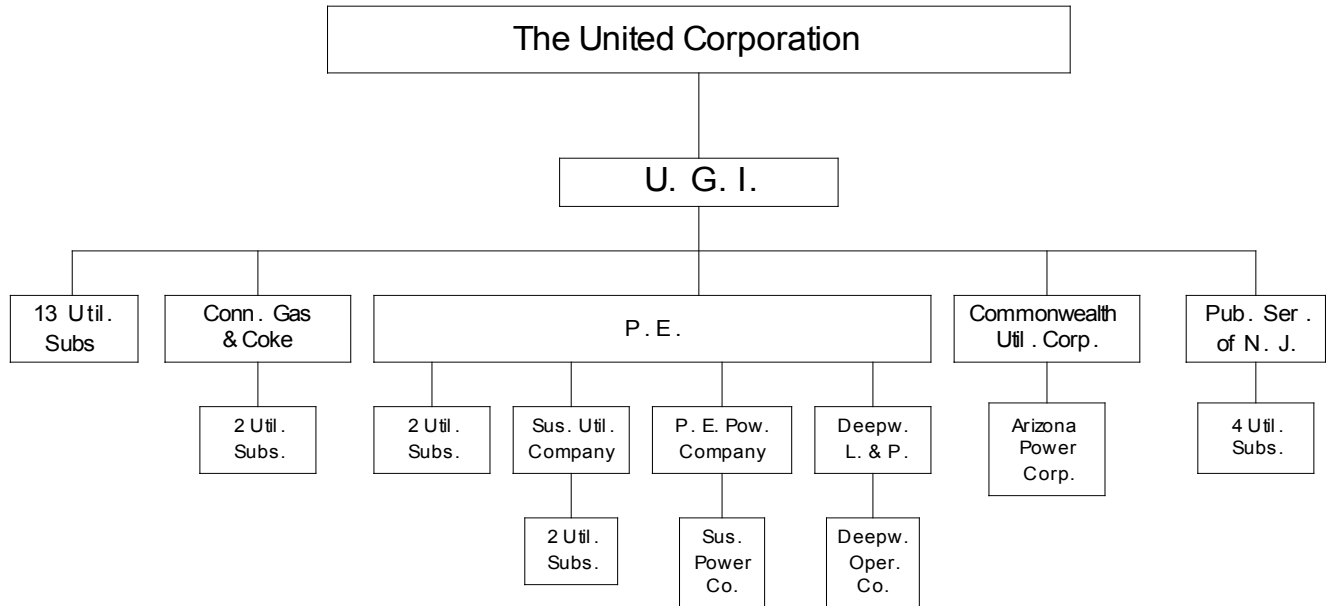 The United Corporation
U. G. I.
13 Util.
Subs
Conn. Gas
& Coke
P. E.
Commonwealth
Util. Corp.
Pub. Ser.
of N. J.
2 Util.
Subs.
2 Util.
Subs.
Sus. Util.
Company
P. E. Pow.
Company
Deepw.
L. & P.
Arizona
Power
Corp.
4 Util.
Subs.
2 Util.
Subs.
Sus.
Power
Co.
Deepw.
Oper.
Co.